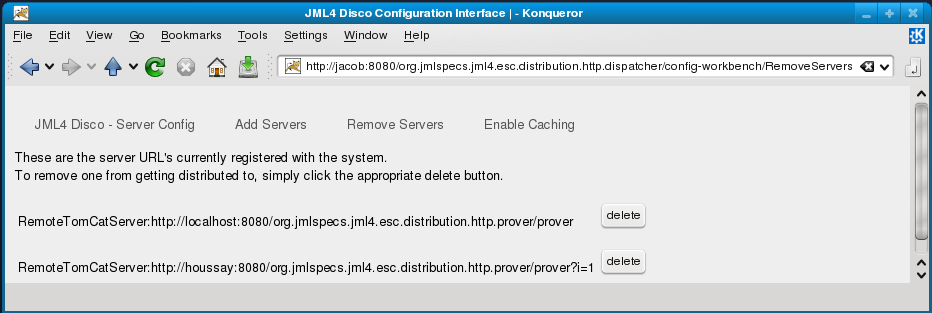 JML4 Disco Configuration Interface | - Konqueror
File Edit View Go Bookmarks Tools Settings Window Help
http://jacob:8080/org.jmlspecs.jml4.esc.distribution.http.dispatcher/config-workbench/RemoveServers
JML4 Disco - Server Config Add Servers Remove Servers Enable Caching
These are the server URL's currently registered with the system.
To remove one from getting distributed to, simply click the appropriate delete button.
RemoteTomCatServer:http://localhost:8080/org.jmlspecs.jml4.esc.distribution.http.prover/prover delete
RemoteTomCatServer:http://houssay:8080/org.jmlspecs.jml4.esc.distribution.http.prover/prover?i=1 delete